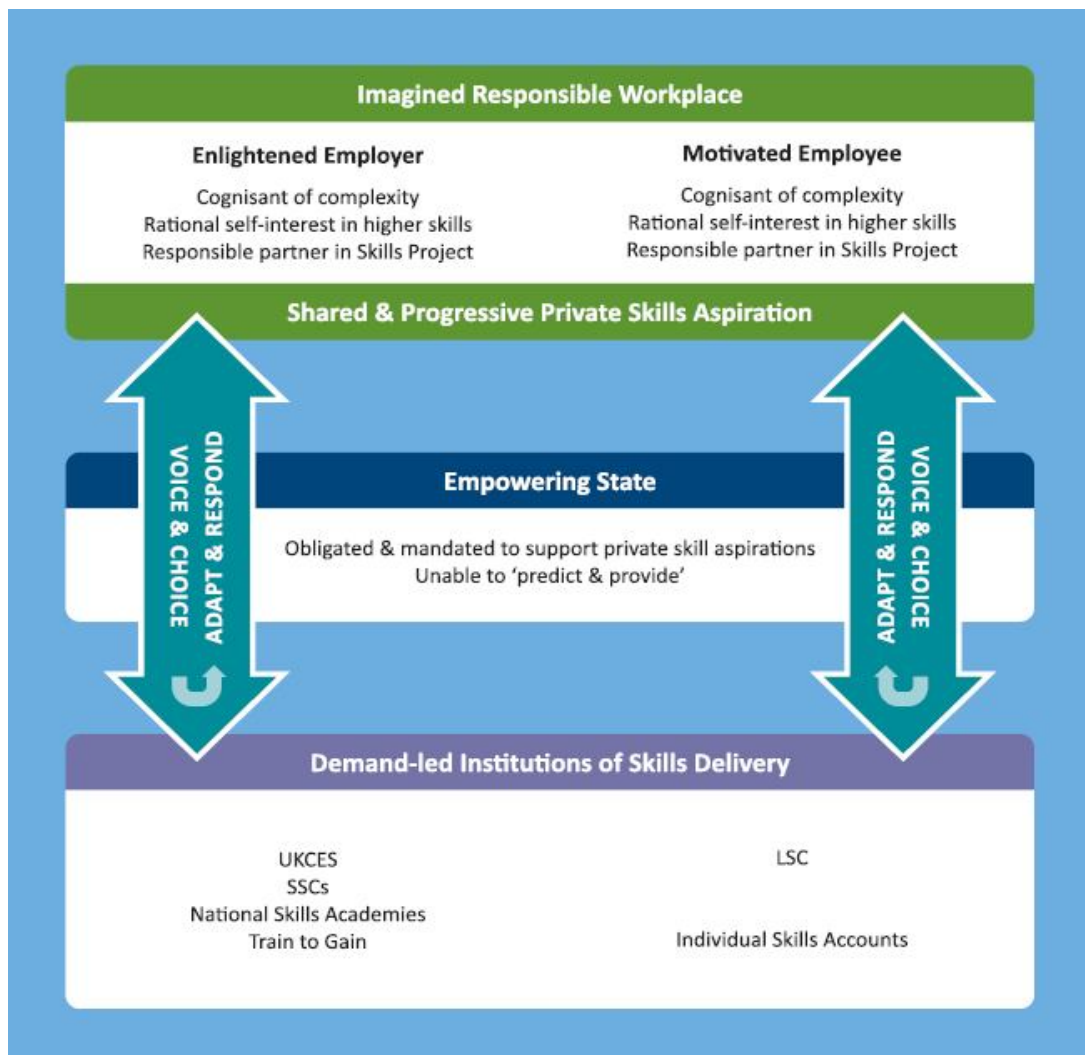 Imagined Responsible Workplace
Enlightened Employer
Cognisant of complexity
Rational self-interest in higher skills
Responsible partner in Skills Project
Motivated Employee
Cognisant of complexity
Rational self-interest in higher skills
Responsible partner in Skills Project
Shared & Progressive Private Skills Aspiration
VOICE & CHOICE
ADAPT & RESPOND
Empowering State
Obligated & mandated to support private skill aspirations
Unable to ‘predict & provide’
ADAPT & RESPOND
VOICE & CHOICE
Demand-led Institutions of Skills Delivery
UKCES
SSCs
National Skills Academies
Train to Gain
LSC
Individual Skills Accounts